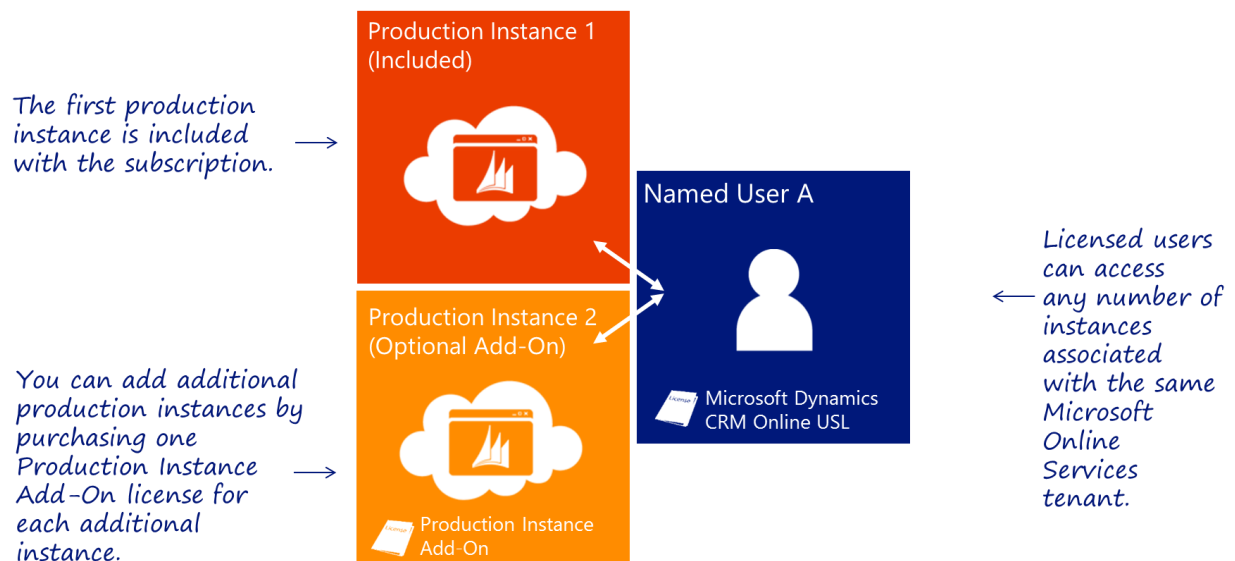 Production Instance 1
(Included)
The first production
instance is included
with the subscription.
Named User A
Licensed users
can access
any number of
instances
associated
with the same
Microsoft
Online
Services
tenant.
Production Instance 2
(Optional Add-On)
You can add additional
production instances by
purchasing one
Production Instance
Add-On license for
each additional
instance.
License
Microsoft Dynamics
CRM Online USL
License
Production Instance
Add-On